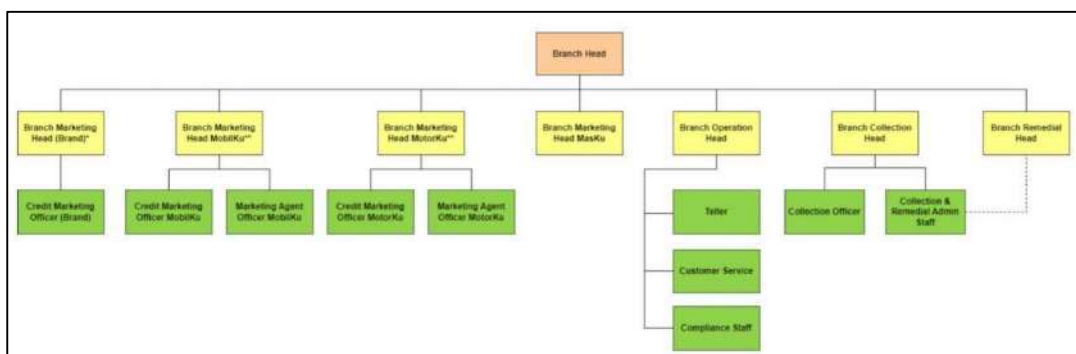 Branch Head
Branch Marketing
Head (Brand)*
Branch Marketing
Head MobilKu**
Branch Marketing
Head MotorKu**
Branch Marketing
Head MasKu
Branch Operation
Head
Branch Collection
Head
Branch Remedial
Head
Credit Marketing
Officer (Brand)
Credit Marketing
Officer MobilKu
Marketing Agent
Officer MobilKu
Credit Marketing
Officer MotorKu
Marketing Agent
Officer MotorKu
Teller
Collection Officer
Collection &
Remedial Admin
Staff
Customer Service
Compliance Staff